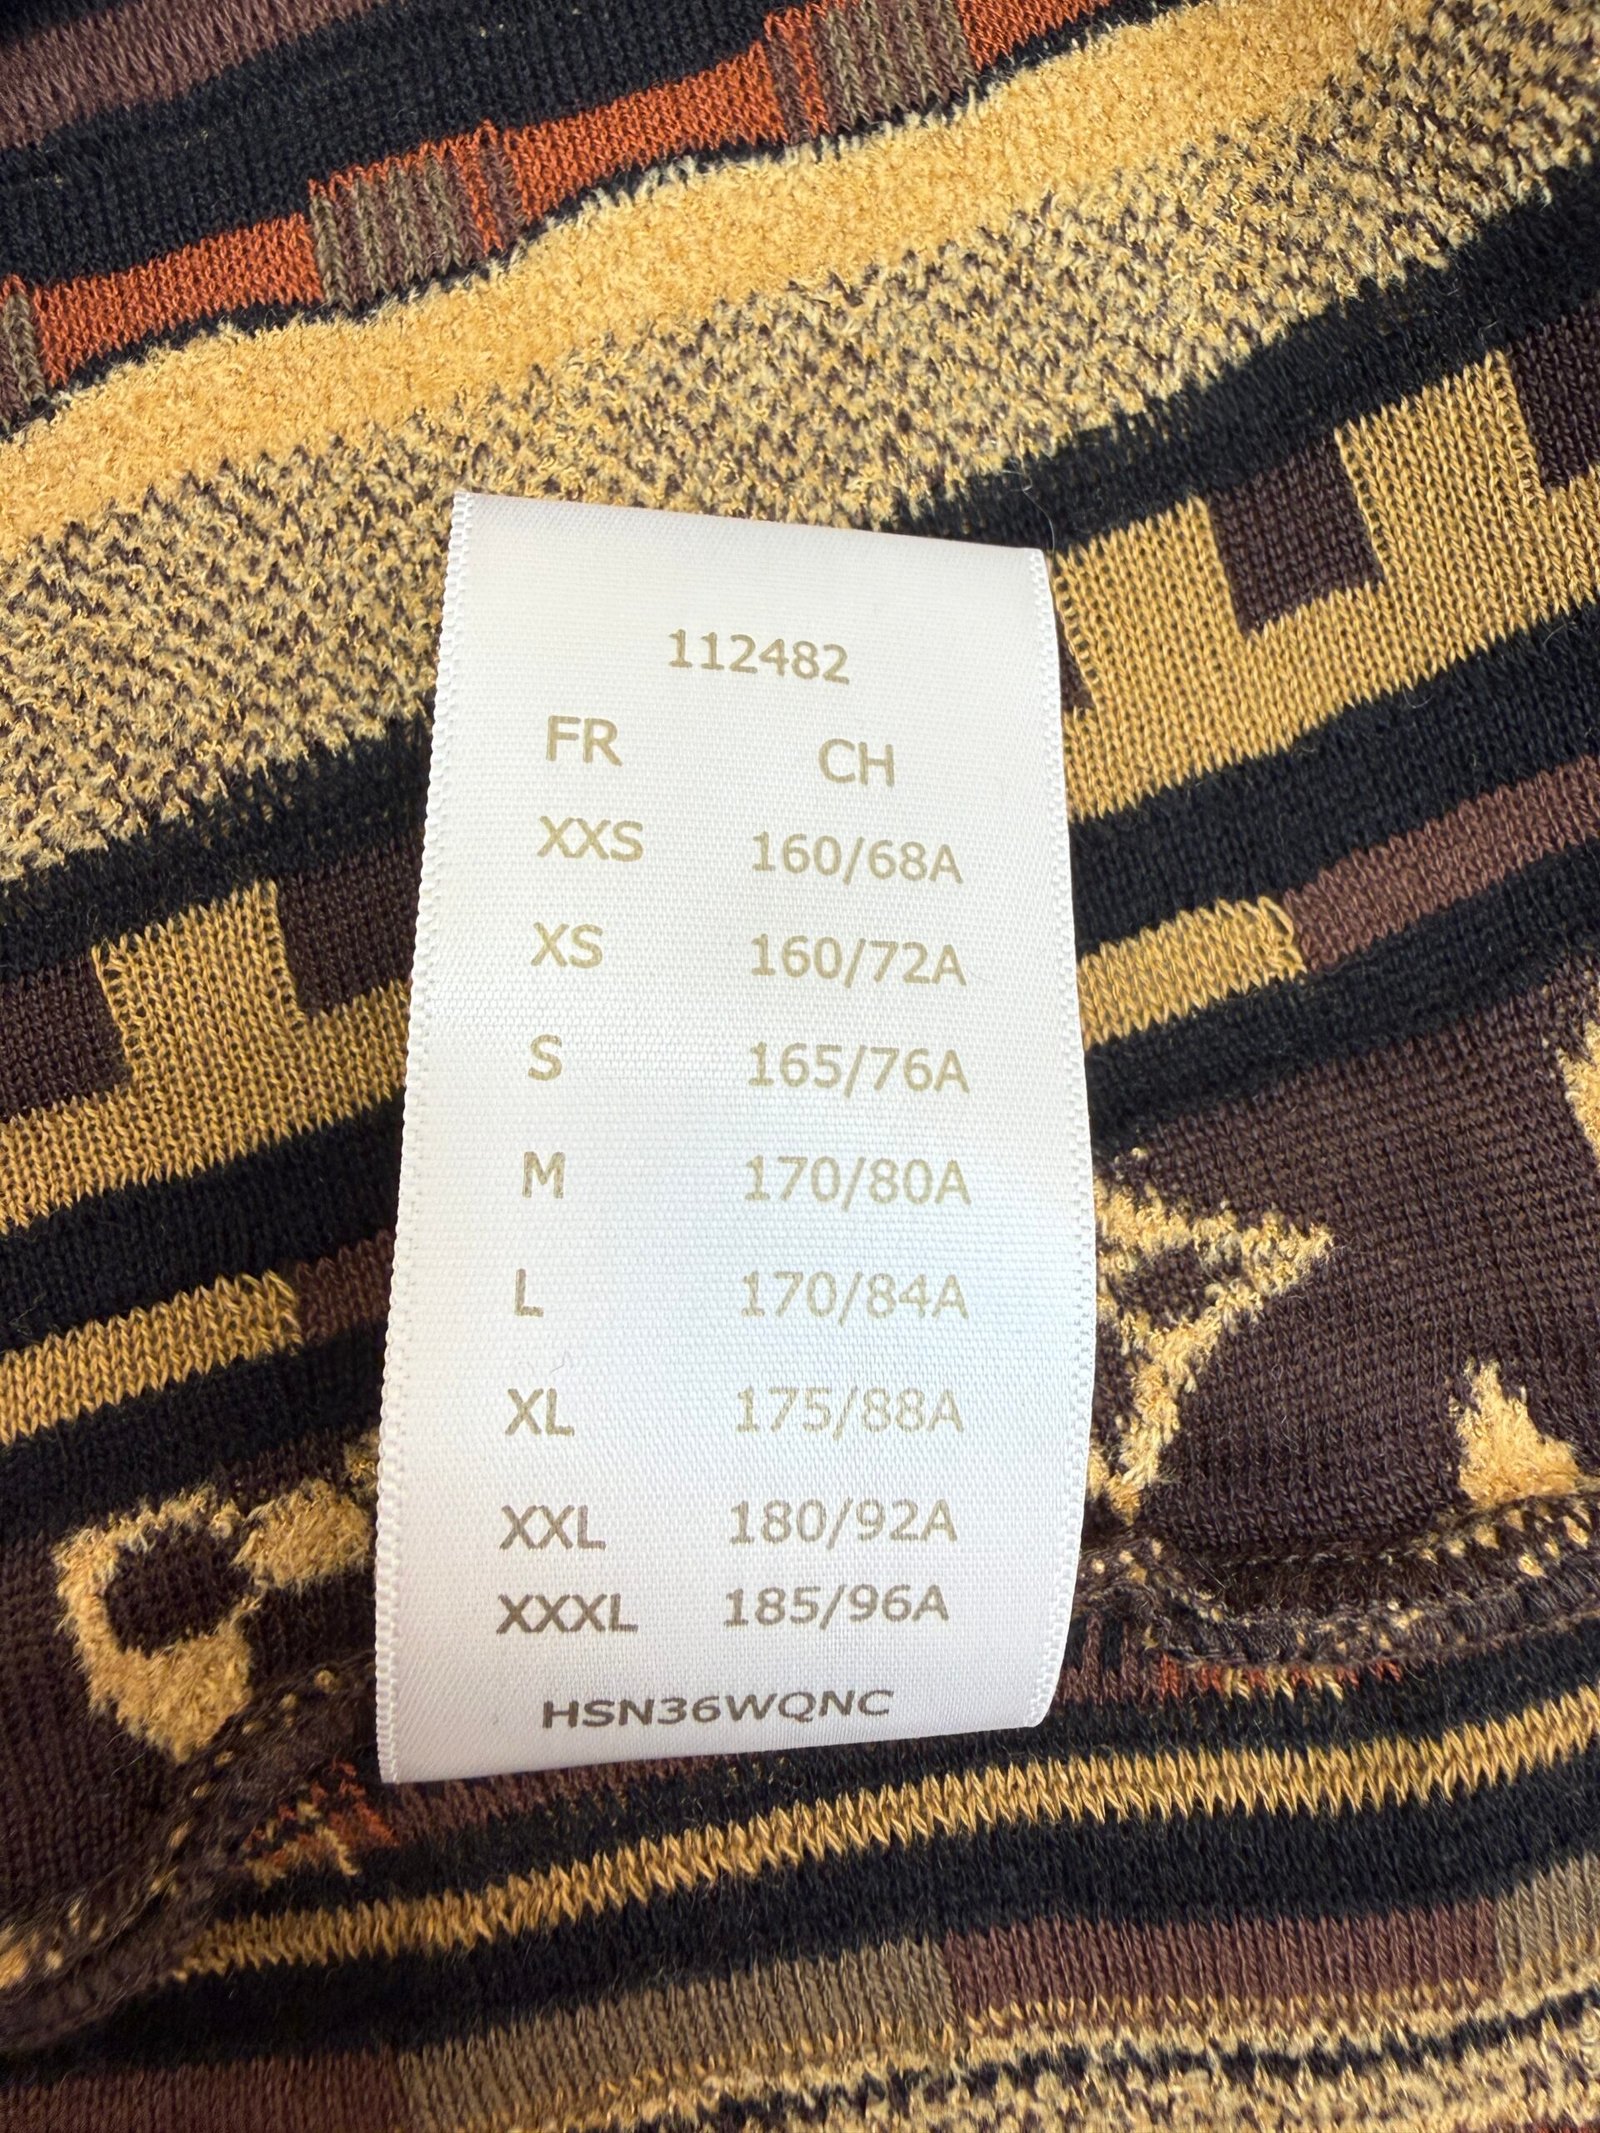 112482
FR CH
XXS 160/68A
XS 160/72A
S 165/76A
M 170/80A
L 170/84A
XL 175/88A
XXL 180/92A
XXXL 185/96A
HSN36WQNC